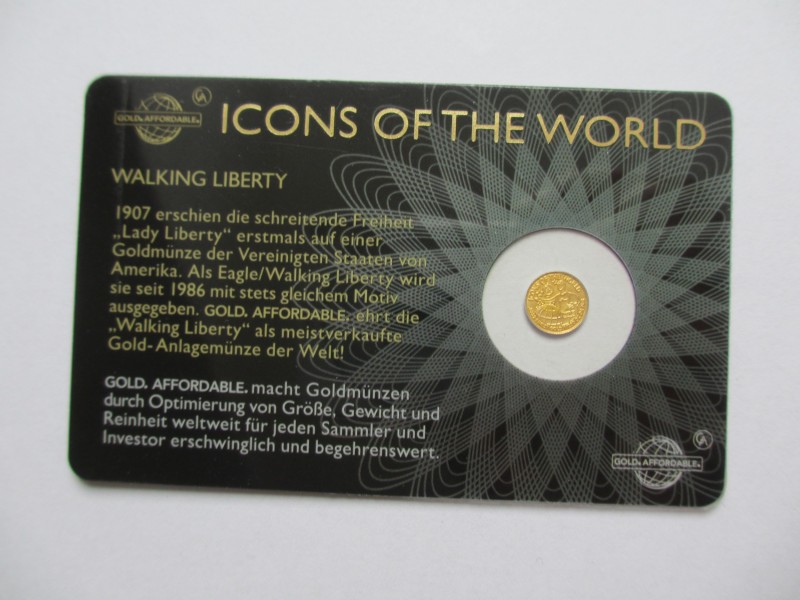 GOLD. AFFORDABLE.
GA
ICONS OF THE WORLD
WALKING LIBERTY
1907 erschien die schreitende Freiheit
„Lady Liberty“ erstmals auf einer
Goldmünze der Vereinigten Staaten von
Amerika. Als Eagle/Walking Liberty wird
sie seit 1986 mit stets gleichem Motiv
ausgegeben. GOLD. AFFORDABLE. ehrt die
„Walking Liberty“ als meistverkaufte
Gold-Anlagemünze der Welt!
GOLD. AFFORDABLE. macht Goldmünzen
durch Optimierung von Größe, Gewicht und
Reinheit weltweit für jeden Sammler und
Investor erschwinglich und begehrenswert.
GOLD. AFFORDABLE.
GA